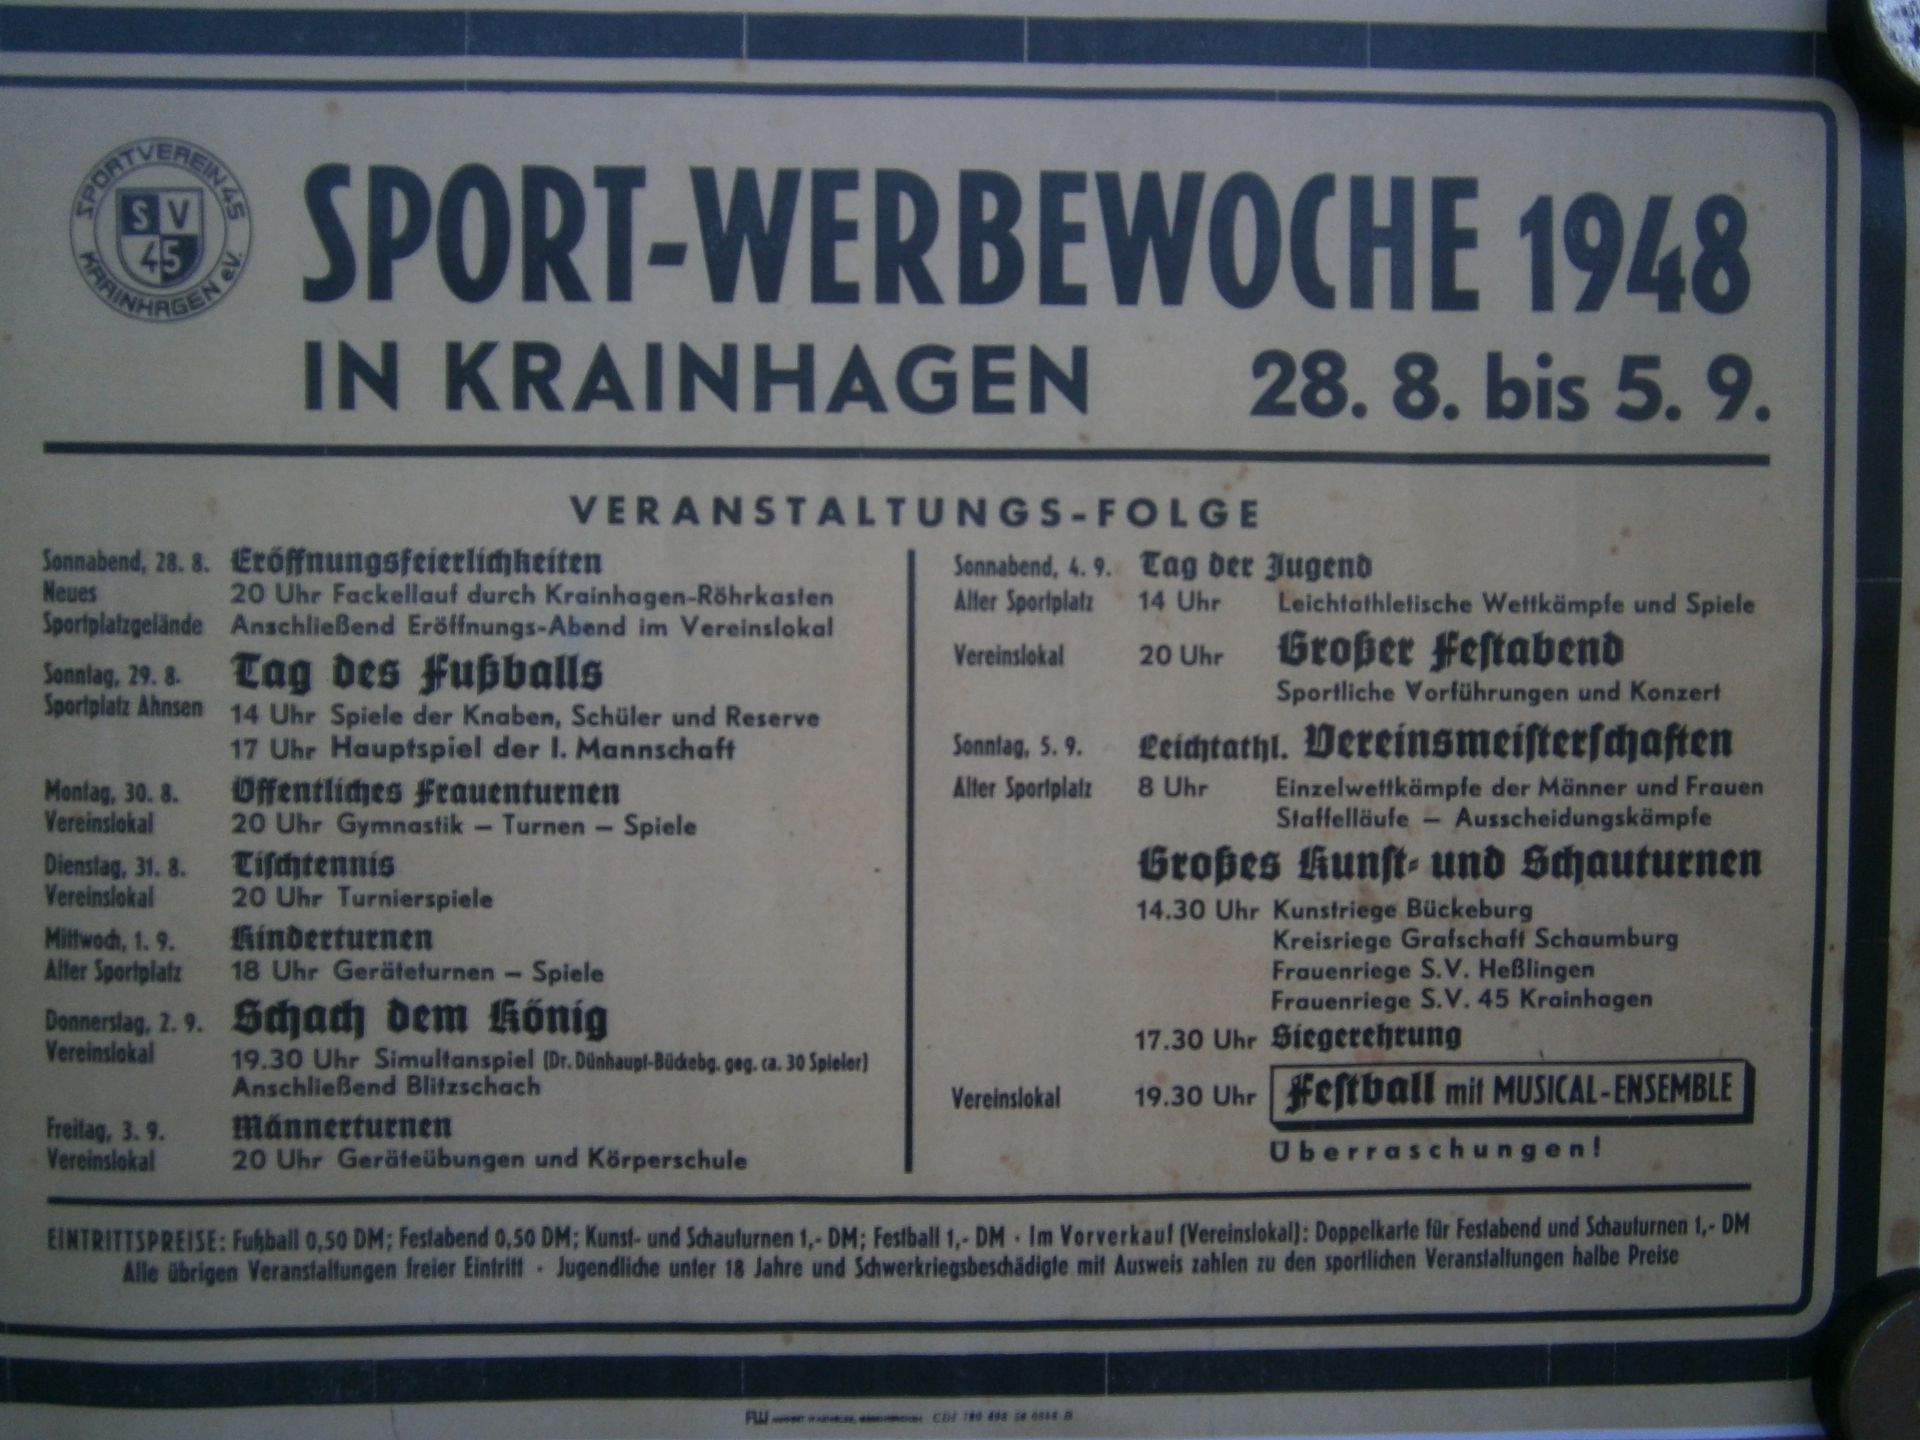 SPORTVEREIN 45
S V
45
KRAINHAGEN e.V.
SPORT-WERBEWOCHE 1948
IN KRAINHAGEN 28. 8. bis 5. 9.
VERANSTALTUNGS-FOLGE
Sonnabend, 28. 8. Eröffnungsfeierlichkeiten
Neues 20 Uhr Fackellauf durch Krainhagen-Röhrkasten
Sportplatzgelände Anschließend Eröffnungs-Abend im Vereinslokal
Sonntag, 29. 8. Tag des Fußballs
Sportplatz Ahnsen 14 Uhr Spiele der Knaben, Schüler und Reserve
17 Uhr Hauptspiel der I. Mannschaft
Montag, 30. 8. Öffentliches Frauenturnen
Vereinslokal 20 Uhr Gymnastik – Turnen – Spiele
Dienstag, 31. 8. Tischtennis
Vereinslokal 20 Uhr Turnierspiele
Mittwoch, 1. 9. Kinderturnen
Alter Sportplatz 18 Uhr Geräteturnen – Spiele
Donnerstag, 2. 9. Schach dem König
Vereinslokal 19.30 Uhr Simultanspiel (Dr. Dünhaupt-Bückebg. geg. ca. 30 Spieler)
Anschließend Blitzschach
Freitag, 3. 9. Männerturnen
Vereinslokal 20 Uhr Geräteübungen und Körperschule
Sonnabend, 4. 9. Tag der Jugend
Alter Sportplatz 14 Uhr Leichtathletische Wettkämpfe und Spiele
Vereinslokal 20 Uhr Großer Festabend
Sportliche Vorführungen und Konzert
Sonntag, 5. 9. Leichtathl. Vereinsmeisterschaften
Alter Sportplatz 8 Uhr Einzelwettkämpfe der Männer und Frauen
Staffelläufe – Ausscheidungskämpfe
Großes Kunst- und Schauturnen
14.30 Uhr Kunstriege Bückeburg
Kreisriege Grafschaft Schaumburg
Frauenriege S.V. Heßlingen
Frauenriege S.V. 45 Krainhagen
17.30 Uhr Siegerehrung
Vereinslokal 19.30 Uhr Festball mit MUSICAL-ENSEMBLE
Überraschungen!
EINTRITTSPREISE: Fußball 0,50 DM; Festabend 0,50 DM; Kunst- und Schauturnen 1,- DM; Festball 1,- DM · Im Vorverkauf (Vereinslokal): Doppelkarte für Festabend und Schauturnen 1,- DM
Alle übrigen Veranstaltungen freier Eintritt · Jugendliche unter 18 Jahre und Schwerkriegsbeschädigte mit Ausweis zahlen zu den sportlichen Veranstaltungen halbe Preise